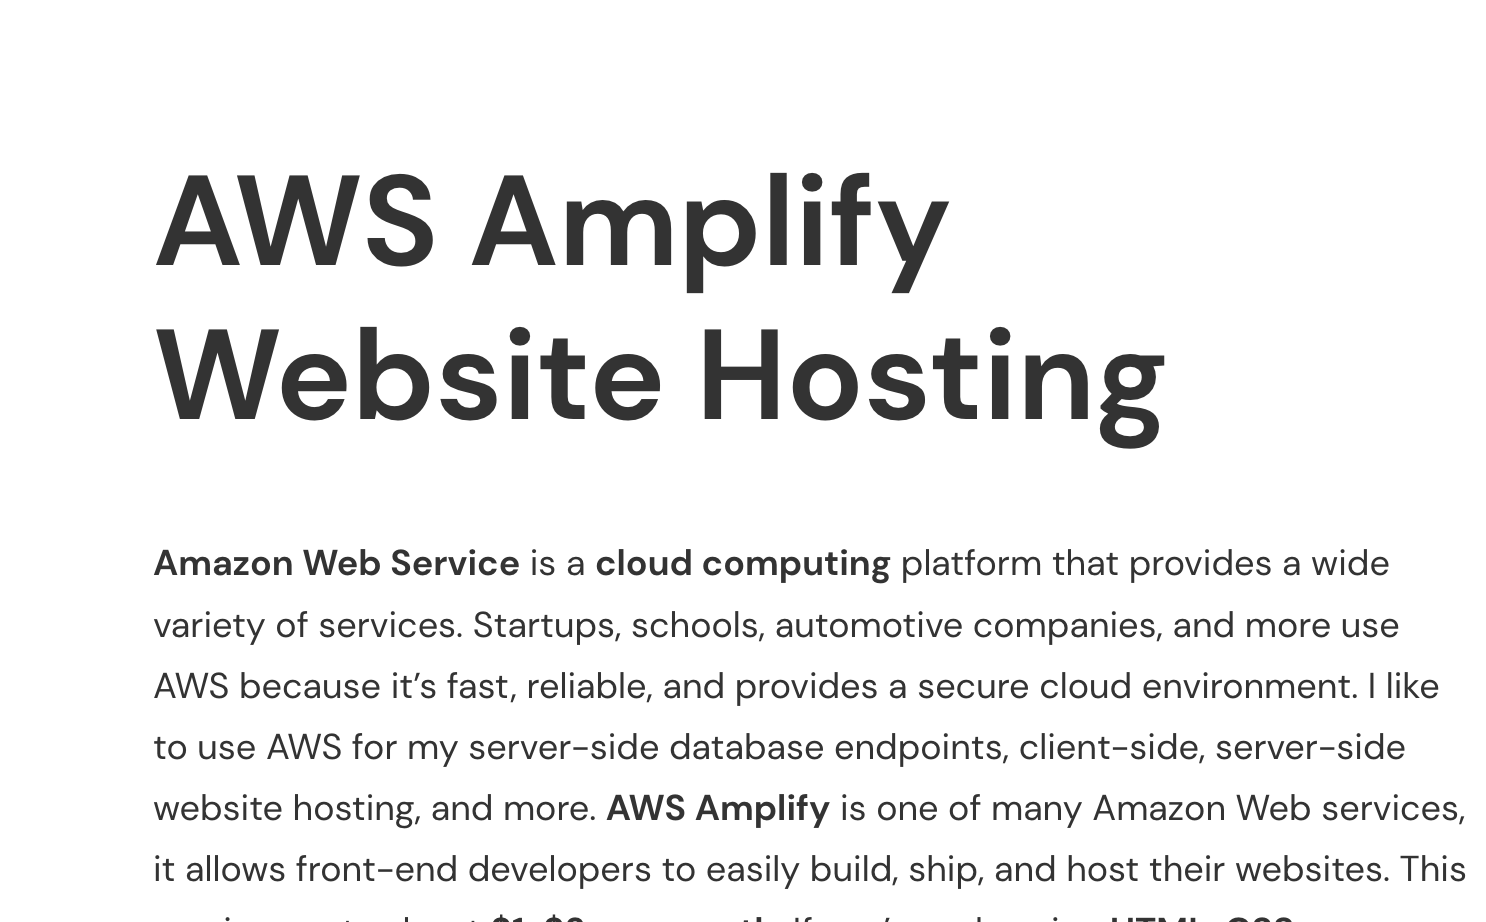 AWS Amplify
Website Hosting
Amazon Web Service is a cloud computing platform that provides a wide
variety of services. Startups, schools, automotive companies, and more use
AWS because it’s fast, reliable, and provides a secure cloud environment. I like
to use AWS for my server-side database endpoints, client-side, server-side
website hosting, and more. AWS Amplify is one of many Amazon Web services,
it allows front-end developers to easily build, ship, and host their websites. This